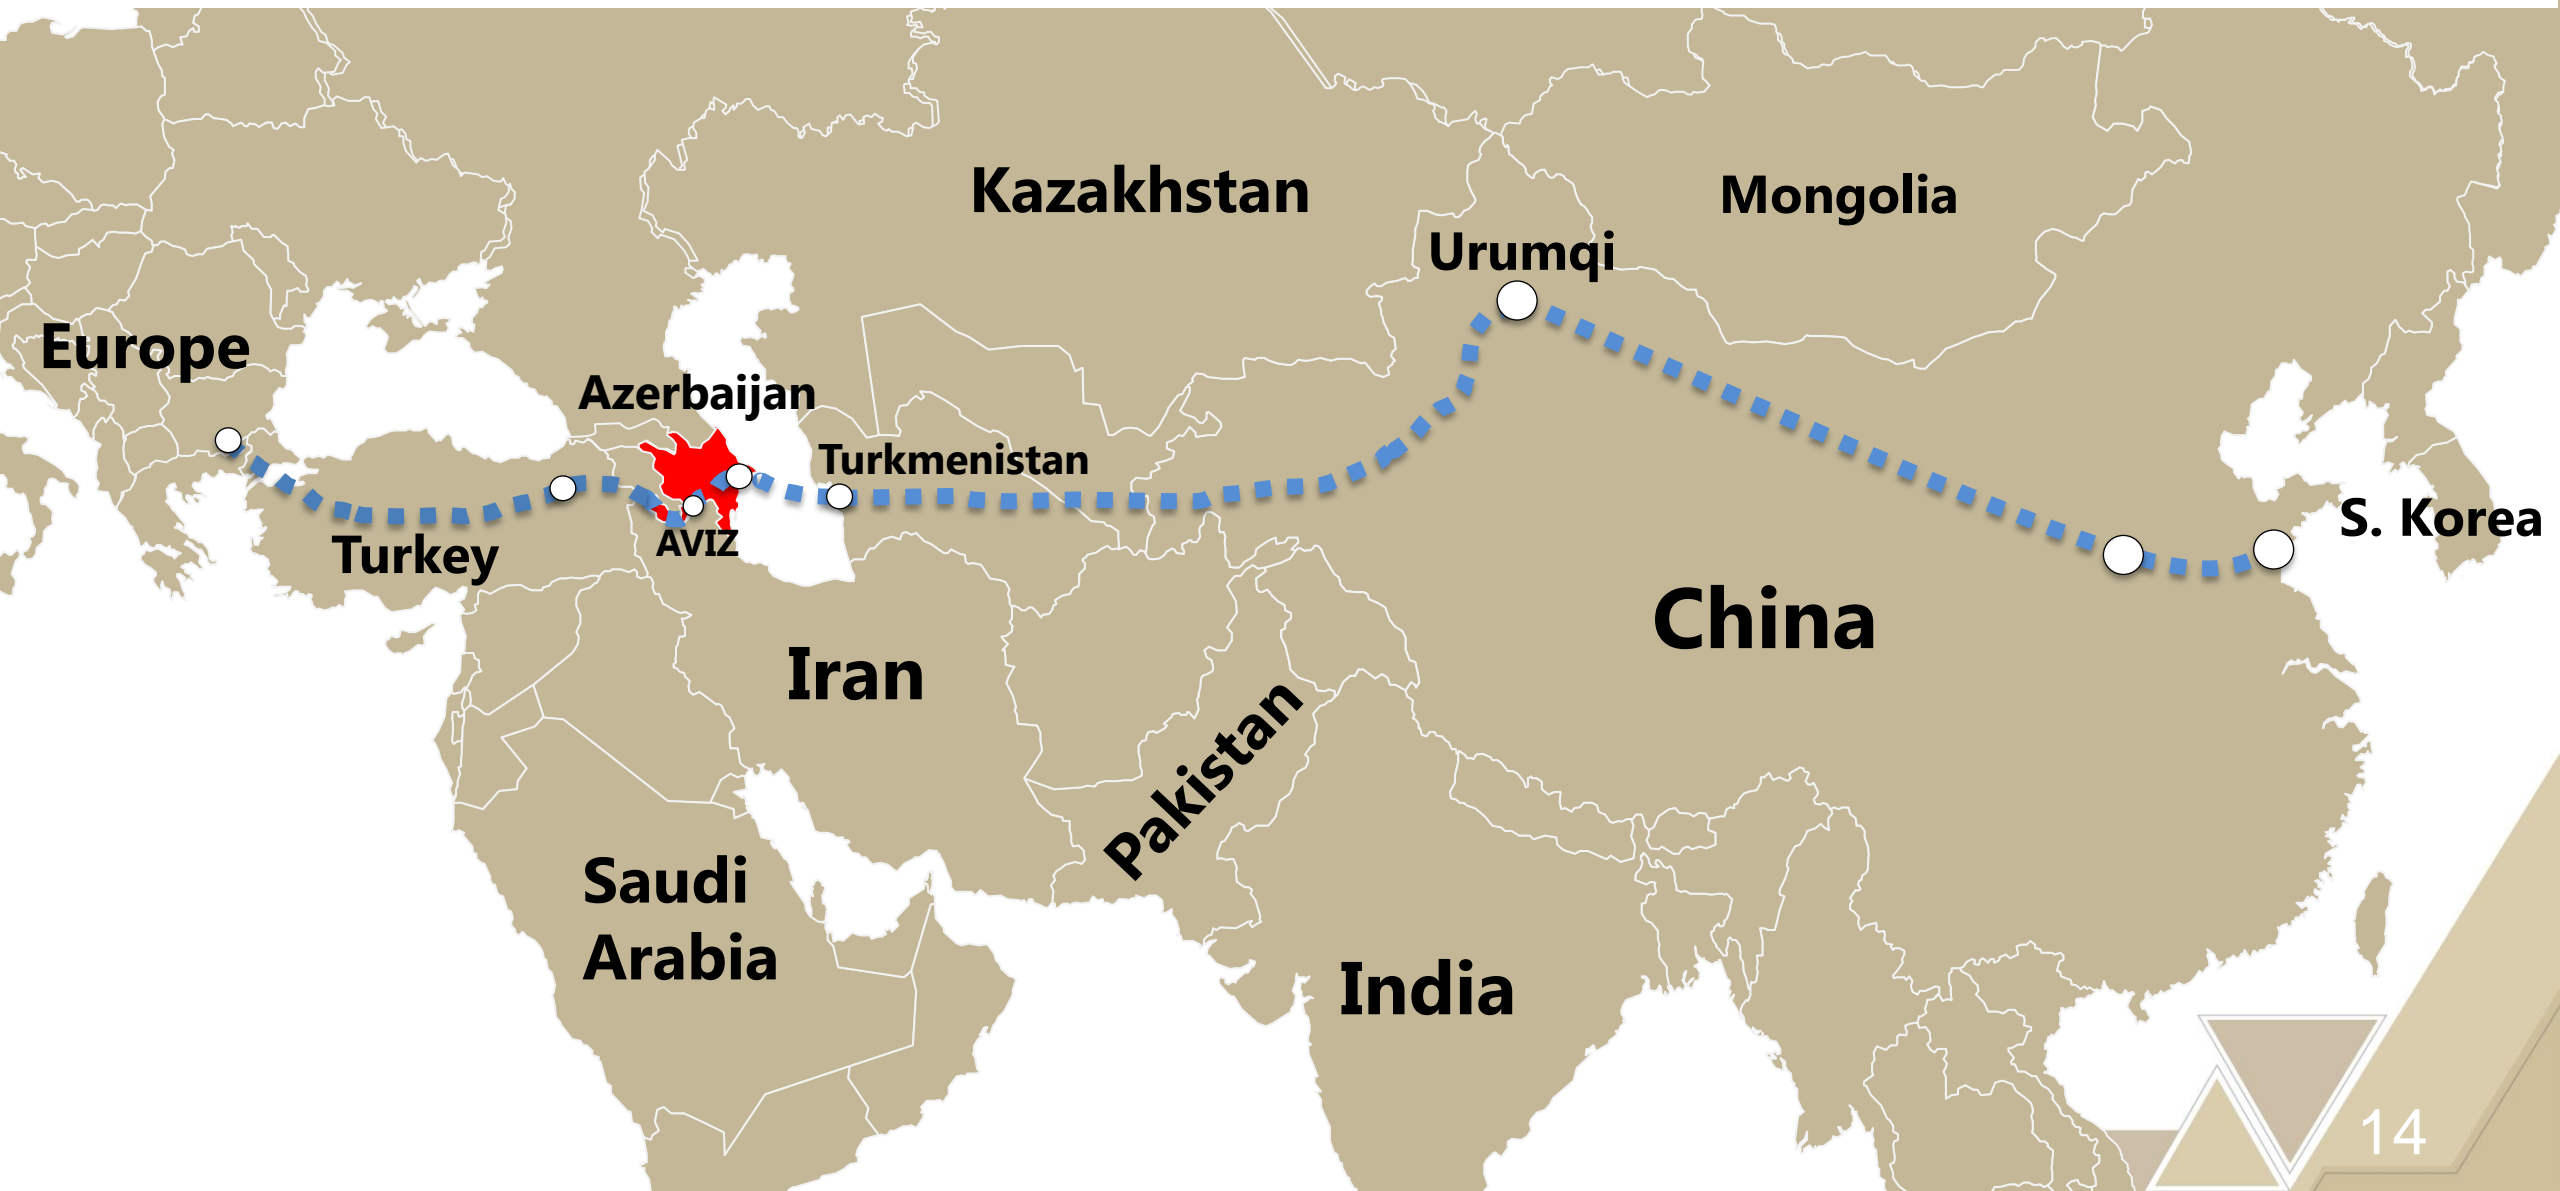 Kazakhstan
Mongolia
Urumqi
Europe
Azerbaijan
Turkmenistan
S. Korea
AVIZ
Turkey
China
Iran
Pakistan
Saudi
Arabia
India
14